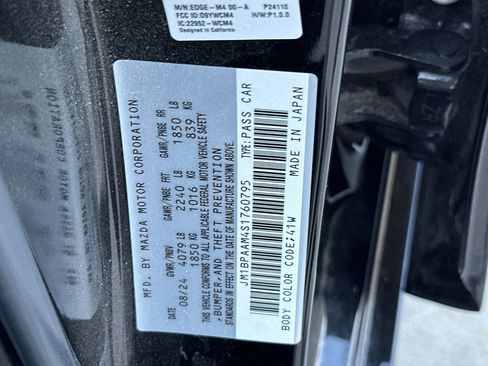 M/N:EDGE-M4 00-A P24110
FCC ID:O9YWCM4 H/W:P1.0.0
IC:22952-WCM4
Designed in California
MFD. BY MAZDA MOTOR CORPORATION
DATE GVWR/PNBV GAWR/PNBE FRT GAWR/PNBE RR
08/24 4079 LB 2240 LB 1850 LB
1850 KG 1016 KG 839 KG
THIS VEHICLE CONFORMS TO ALL APPLICABLE FEDERAL MOTOR VEHICLE SAFETY
,BUMPER,AND THEFT PREVENTION
STANDARDS IN EFFECT ON THE DATE OF MANUFACTURE SHOWN ABOVE.
JM1BPAAM4S1760795 TYPE:PASS CAR
BODY COLOR CODE:41W MADE IN JAPAN